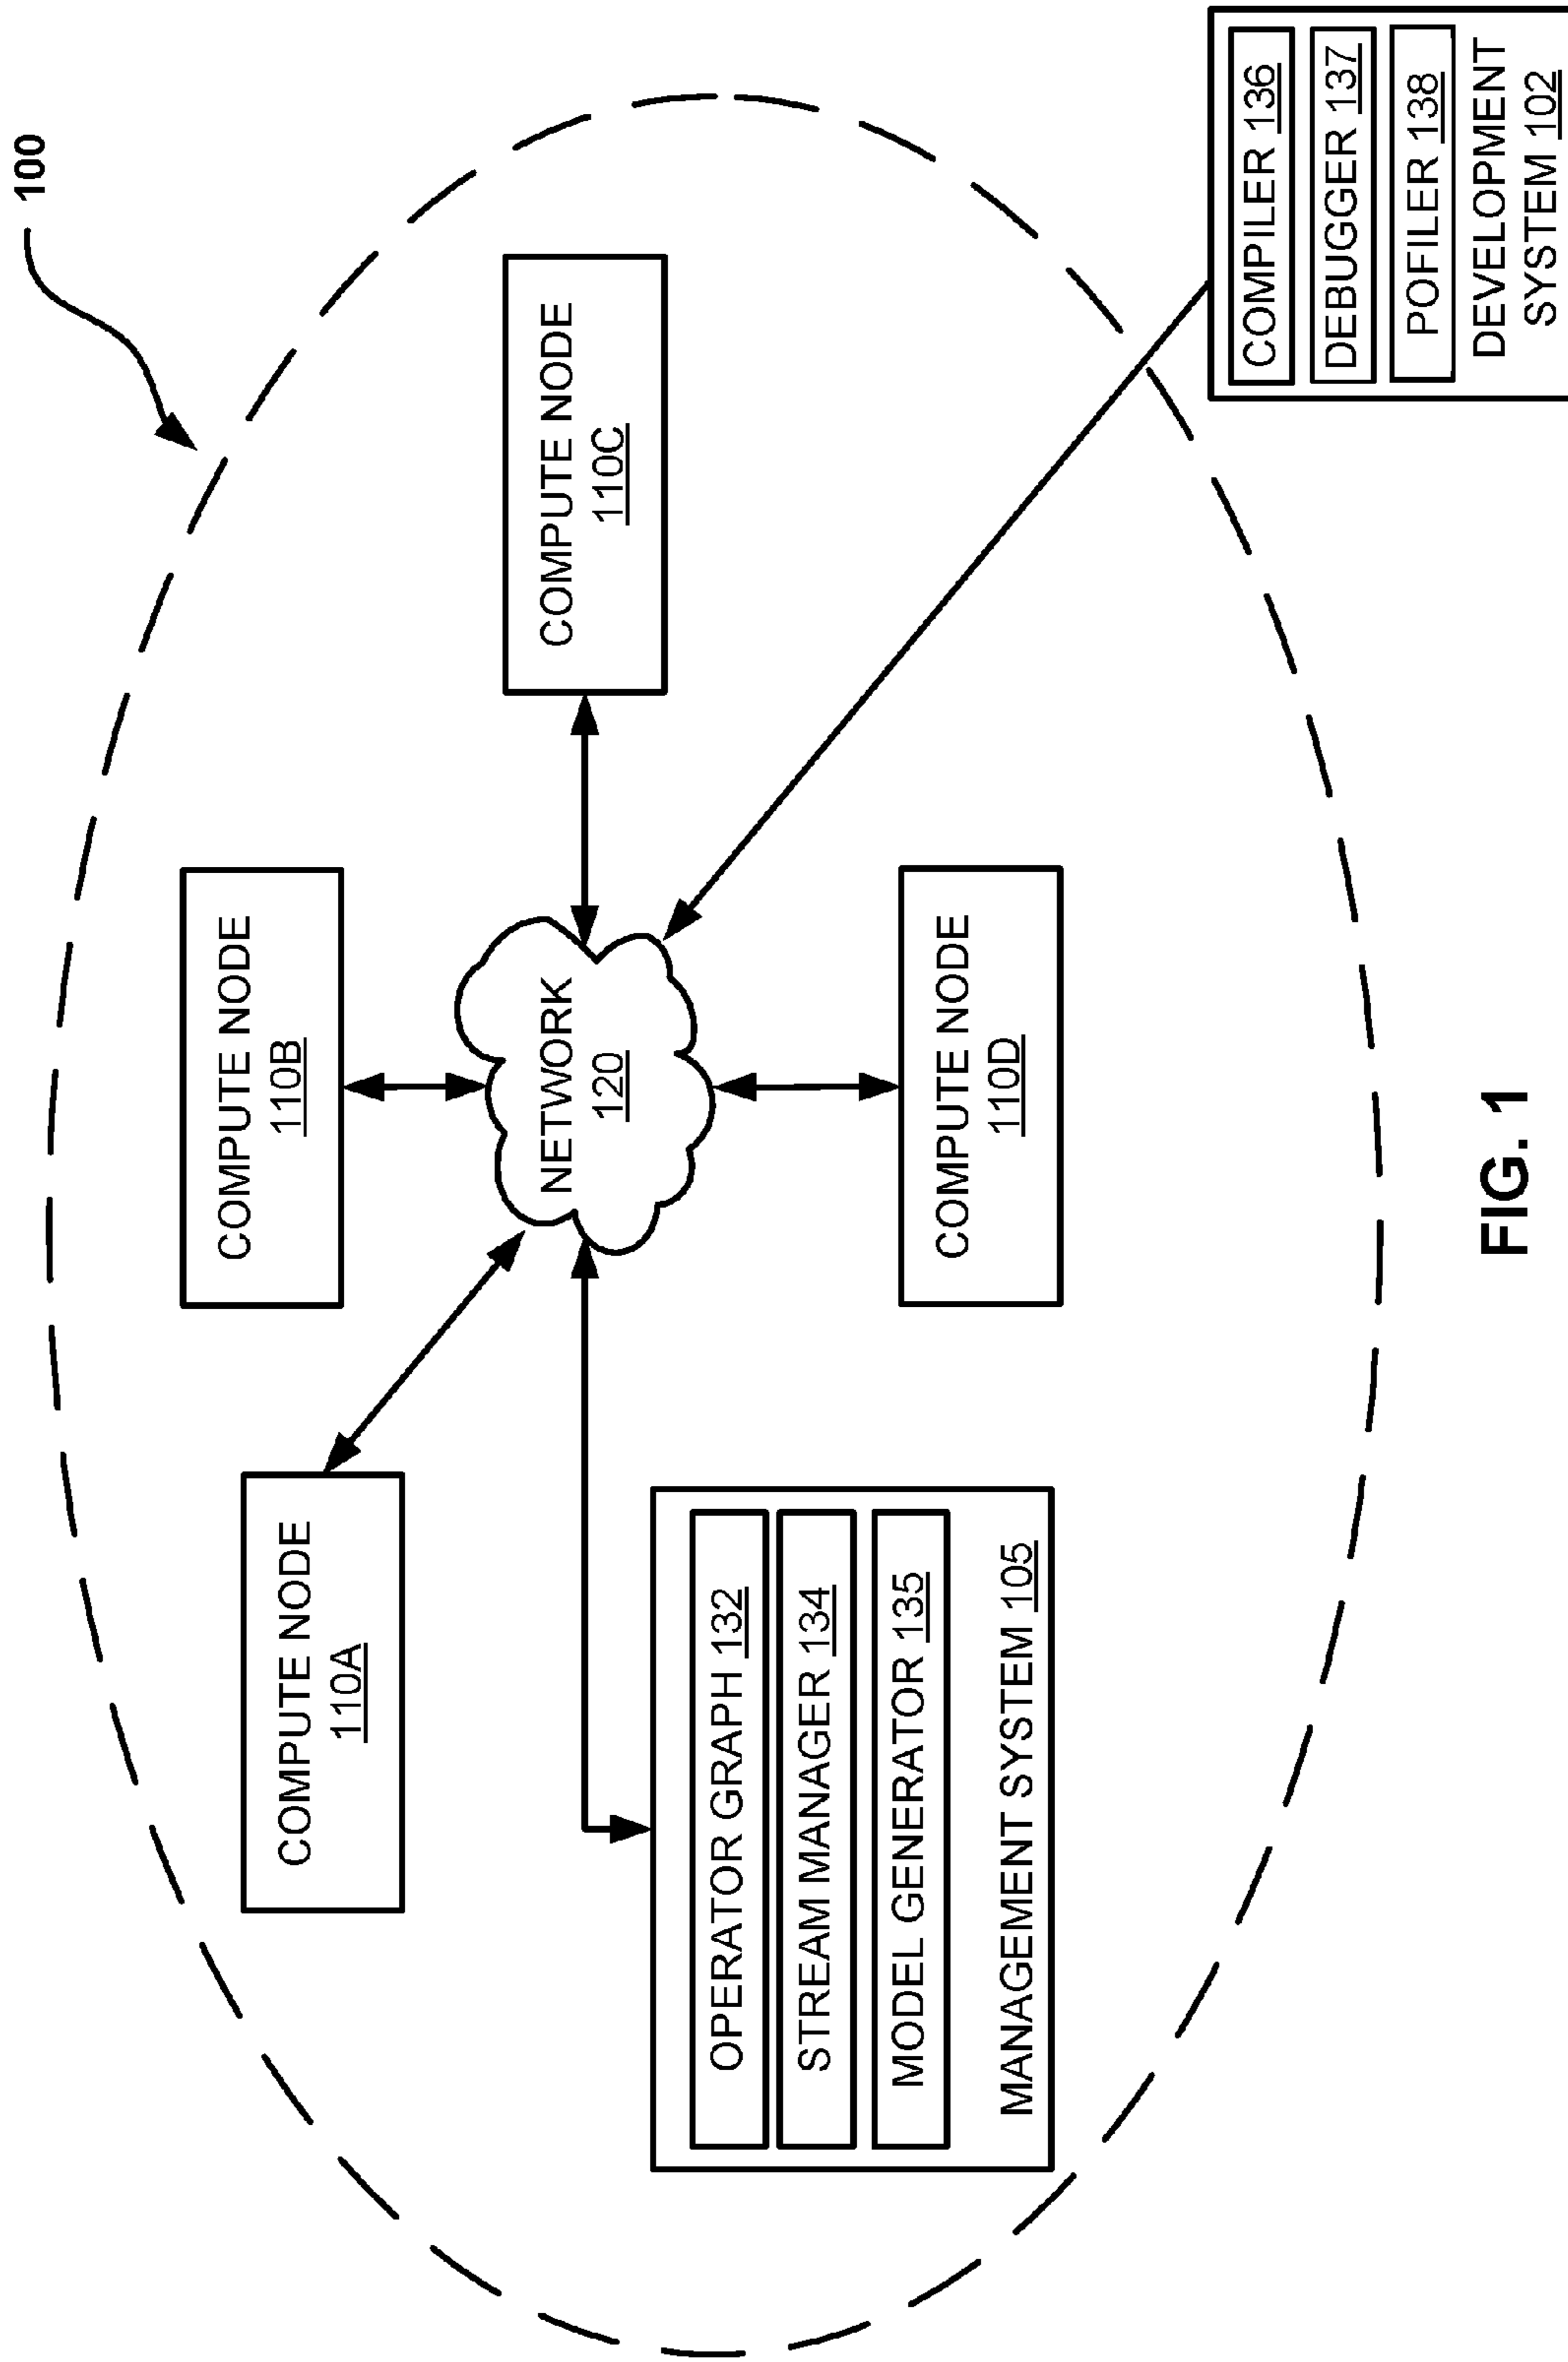 100
COMPUTE NODE
110A
COMPUTE NODE
110B
COMPUTE NODE
110C
NETWORK
120
OPERATOR GRAPH 132
STREAM MANAGER 134
MODEL GENERATOR 135
MANAGEMENT SYSTEM 105
COMPUTE NODE
110D
COMPILER 136
DEBUGGER 137
POFILER 138
DEVELOPMENT
SYSTEM 102
FIG. 1